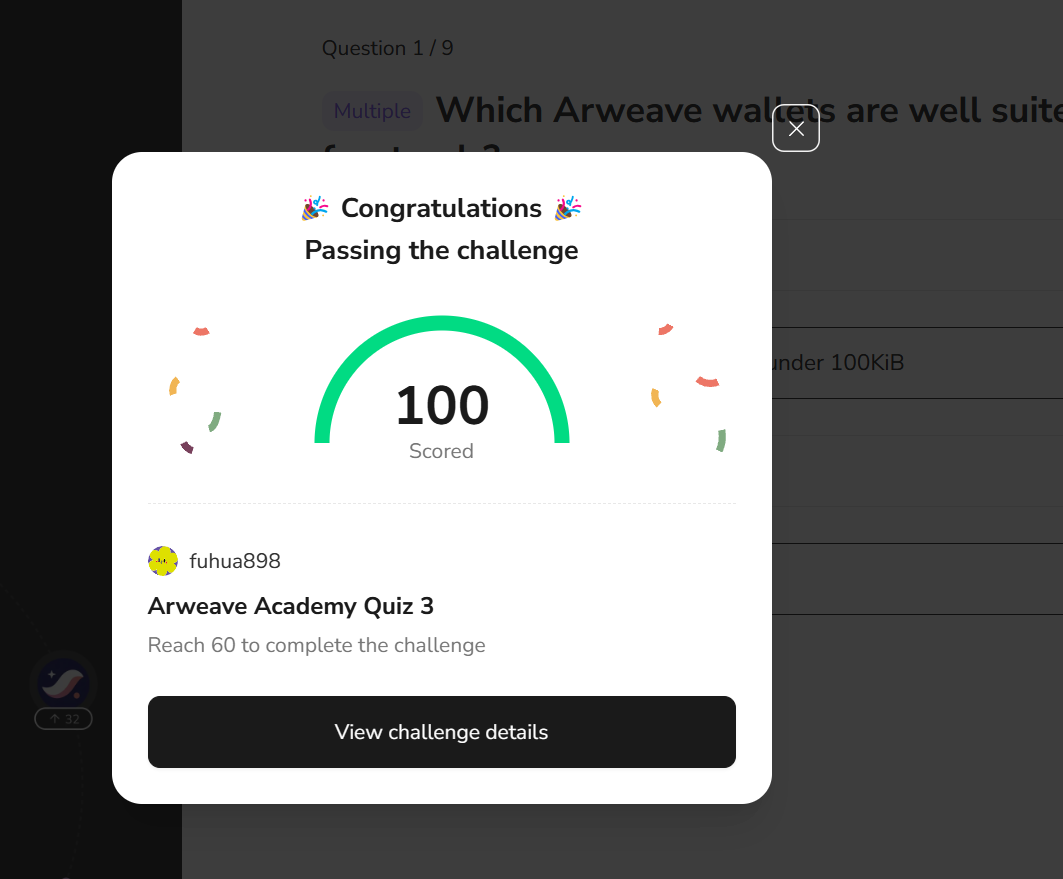 Question 1 / 9
Multiple Which Arweave wallets are well suite
Congratulations
Passing the challenge
100
Scored
under 100KiB
fuhua898
Arweave Academy Quiz 3
Reach 60 to complete the challenge
32
View challenge details